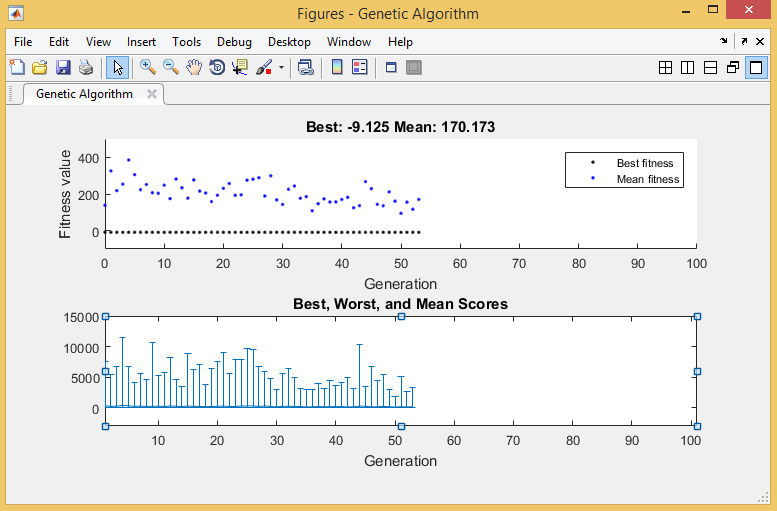 Figures - Genetic Algorithm
File Edit View Insert Tools Debug Desktop Window Help
Genetic Algorithm
Best: -9.125 Mean: 170.173
Fitness value
400
200
0
Best fitness
Mean fitness
0 10 20 30 40 50 60 70 80 90 100
Generation
Best, Worst, and Mean Scores
15000
10000
5000
0
10 20 30 40 50 60 70 80 90 100
Generation